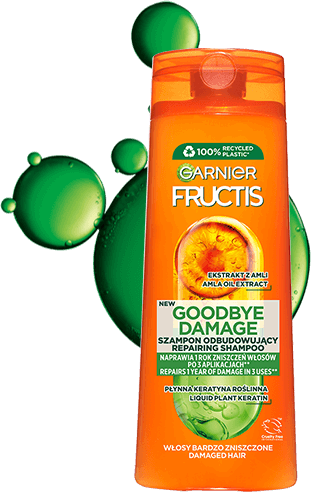 100% RECYCLED
PLASTIC*
GARNIER
FRUCTIS
EKSTRAKT Z AMLI
AMLA OIL EXTRACT
NEW
GOODBYE
DAMAGE
SZAMPON ODBUDOWUJĄCY
REPAIRING SHAMPOO
NAPRAWIA 1 ROK ZNISZCZEŃ WŁOSÓW
PO 3 APLIKACJACH**
REPAIRS 1 YEAR OF DAMAGE IN 3 USES**
PŁYNNA KERATYNA ROŚLINNA
LIQUID PLANT KERATIN
Cruelty Free
WŁOSY BARDZO ZNISZCZONE
DAMAGED HAIR